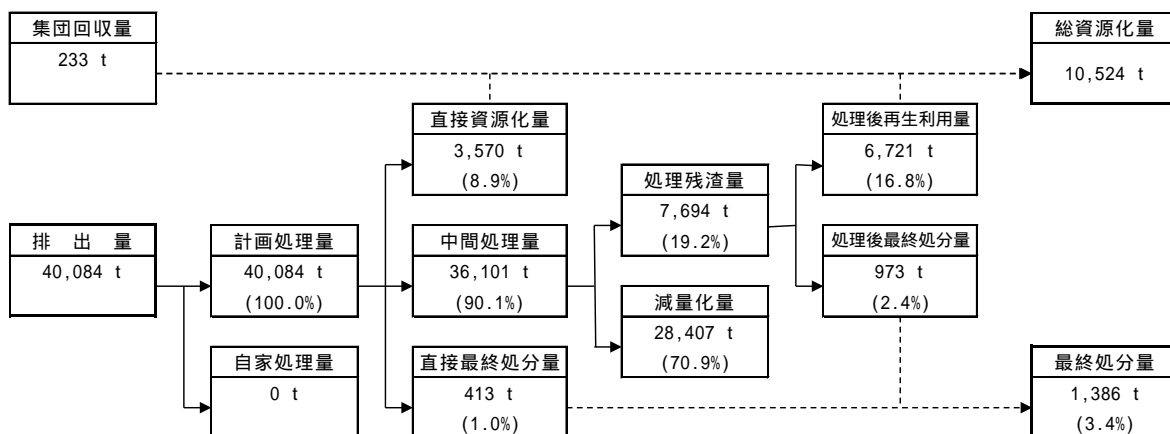 集団回収量
233 t
総資源化量
10,524 t
直接資源化量
3,570 t
(8.9%)
処理後再生利用量
6,721 t
(16.8%)
処理残渣量
7,694 t
(19.2%)
排 出 量
40,084 t
計画処理量
40,084 t
(100.0%)
中間処理量
36,101 t
(90.1%)
処理後最終処分量
973 t
(2.4%)
減量化量
28,407 t
(70.9%)
自家処理量
0 t
直接最終処分量
413 t
(1.0%)
最終処分量
1,386 t
(3.4%)